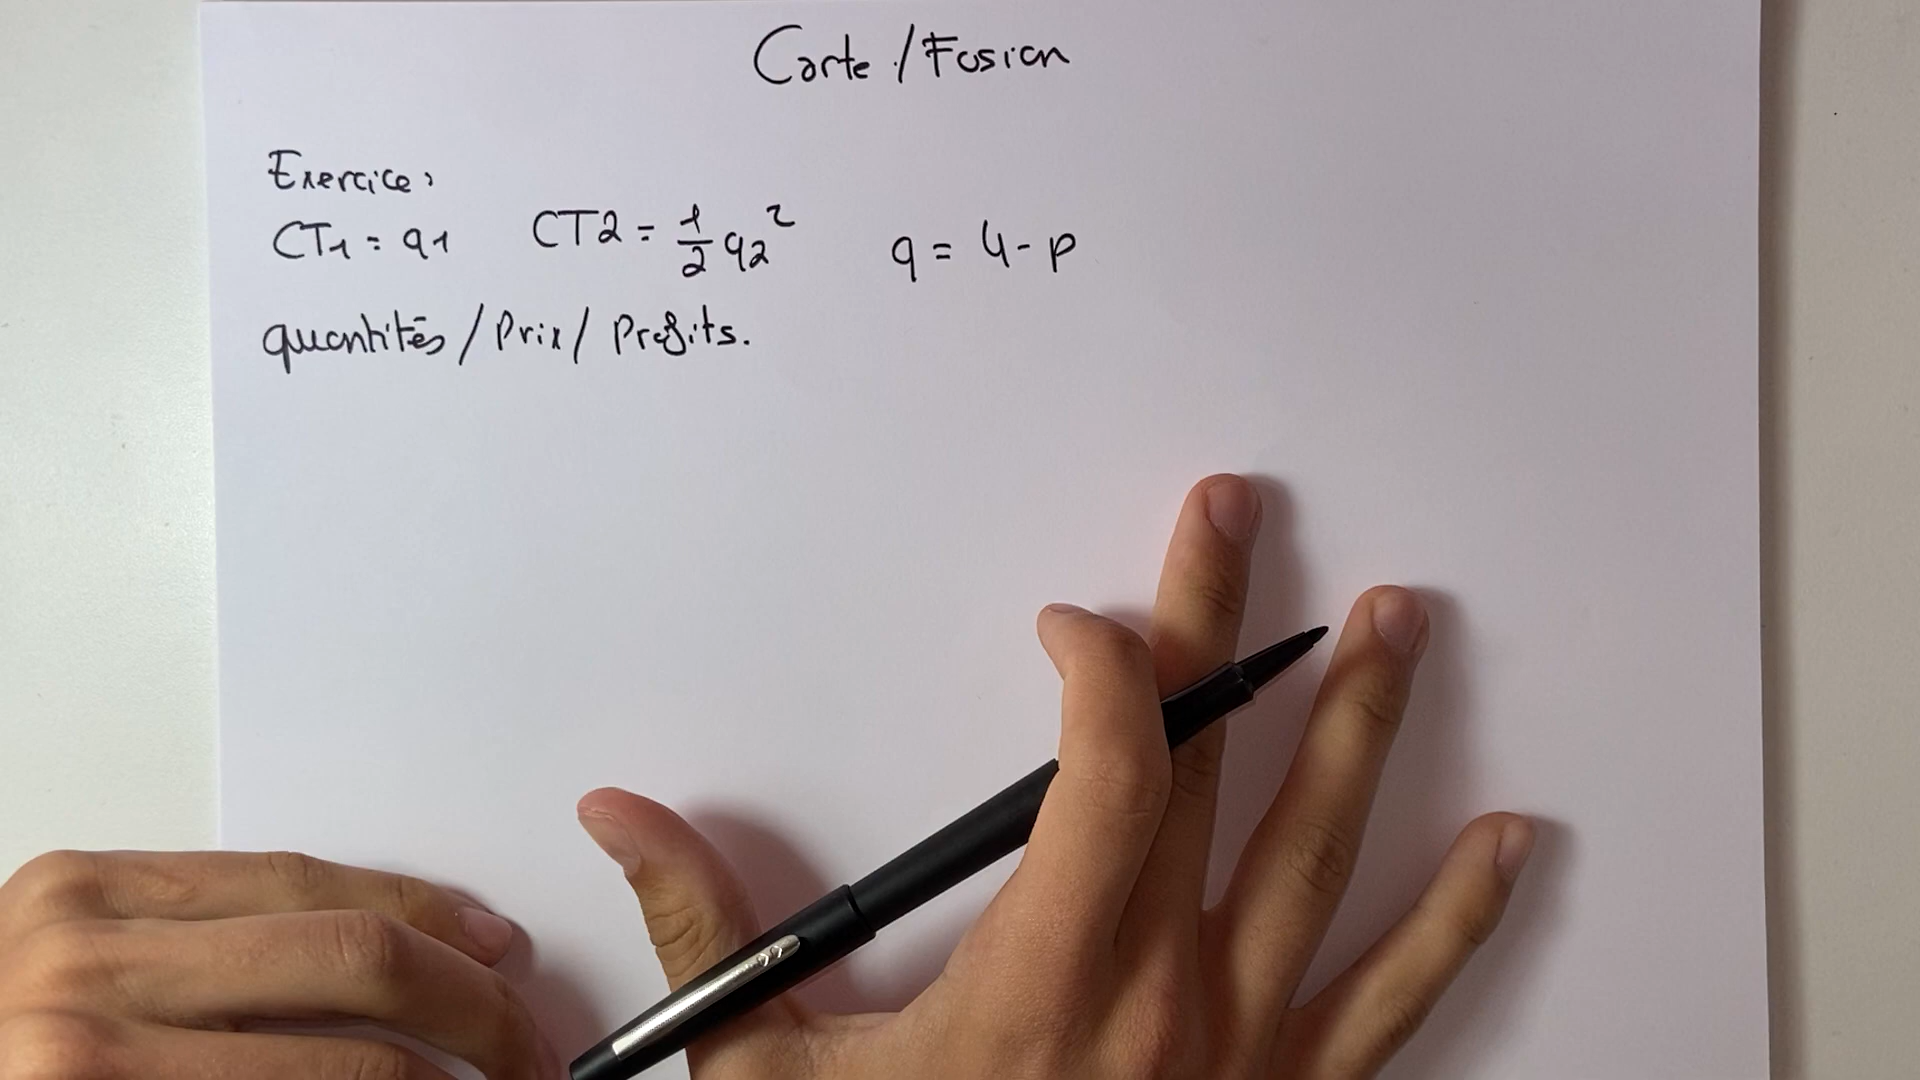 Carte / Fusion
Exercice:
CT1 = q1 CT2 = 1/2 q2² q = 4 - p
quantités / Prix / Profits.